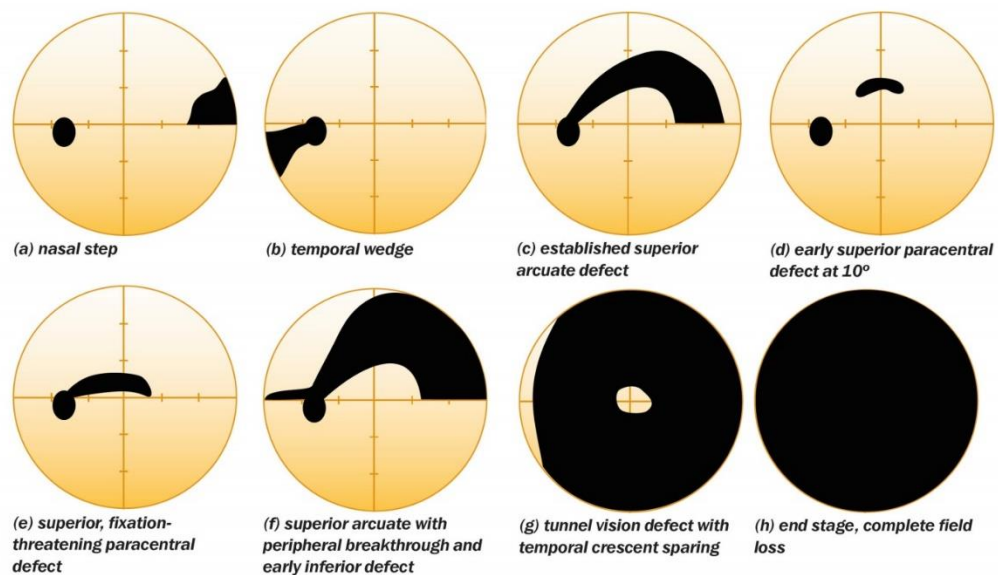 (a) nasal step
(b) temporal wedge
(c) established superior
arcuate defect
(d) early superior paracentral
defect at 10º
(e) superior, fixation-
threatening paracentral
defect
(f) superior arcuate with
peripheral breakthrough and
early inferior defect
(g) tunnel vision defect with
temporal crescent sparing
(h) end stage, complete field
loss